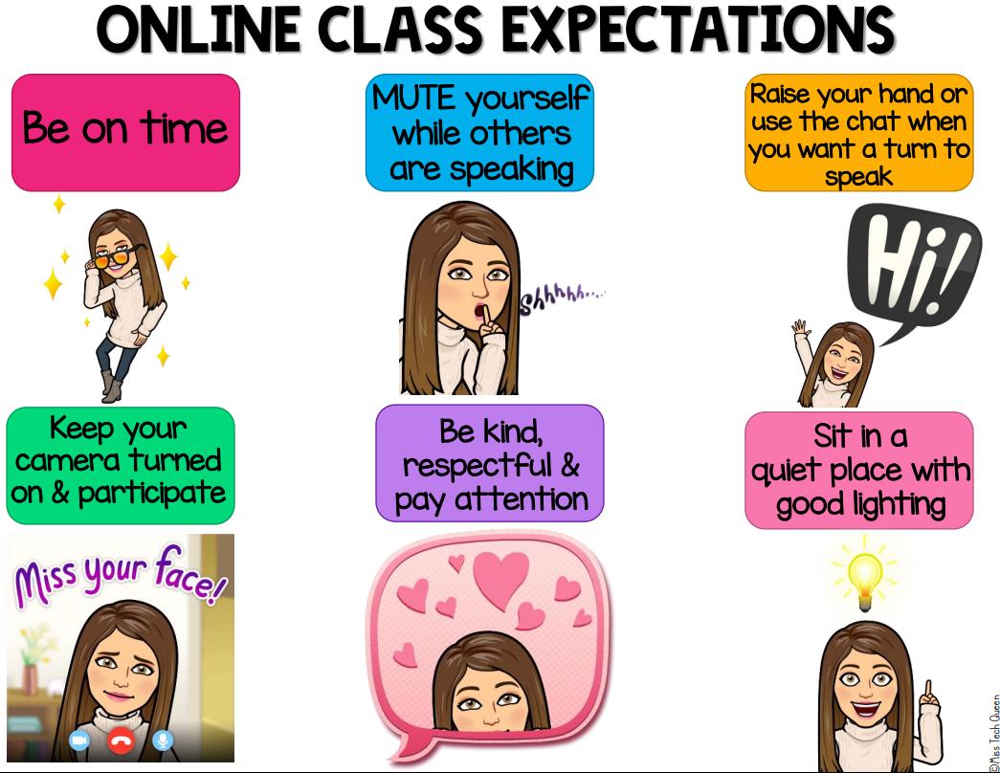 ONLINE CLASS EXPECTATIONS
Be on time
MUTE yourself
while others
are speaking
Raise your hand or
use the chat when
you want a turn to
speak
Shhhhh....
Hi!
Keep your
camera turned
on & participate
Be kind,
respectful &
pay attention
Sit in a
quiet place with
good lighting
Miss your face!
©Miss Tech Queen